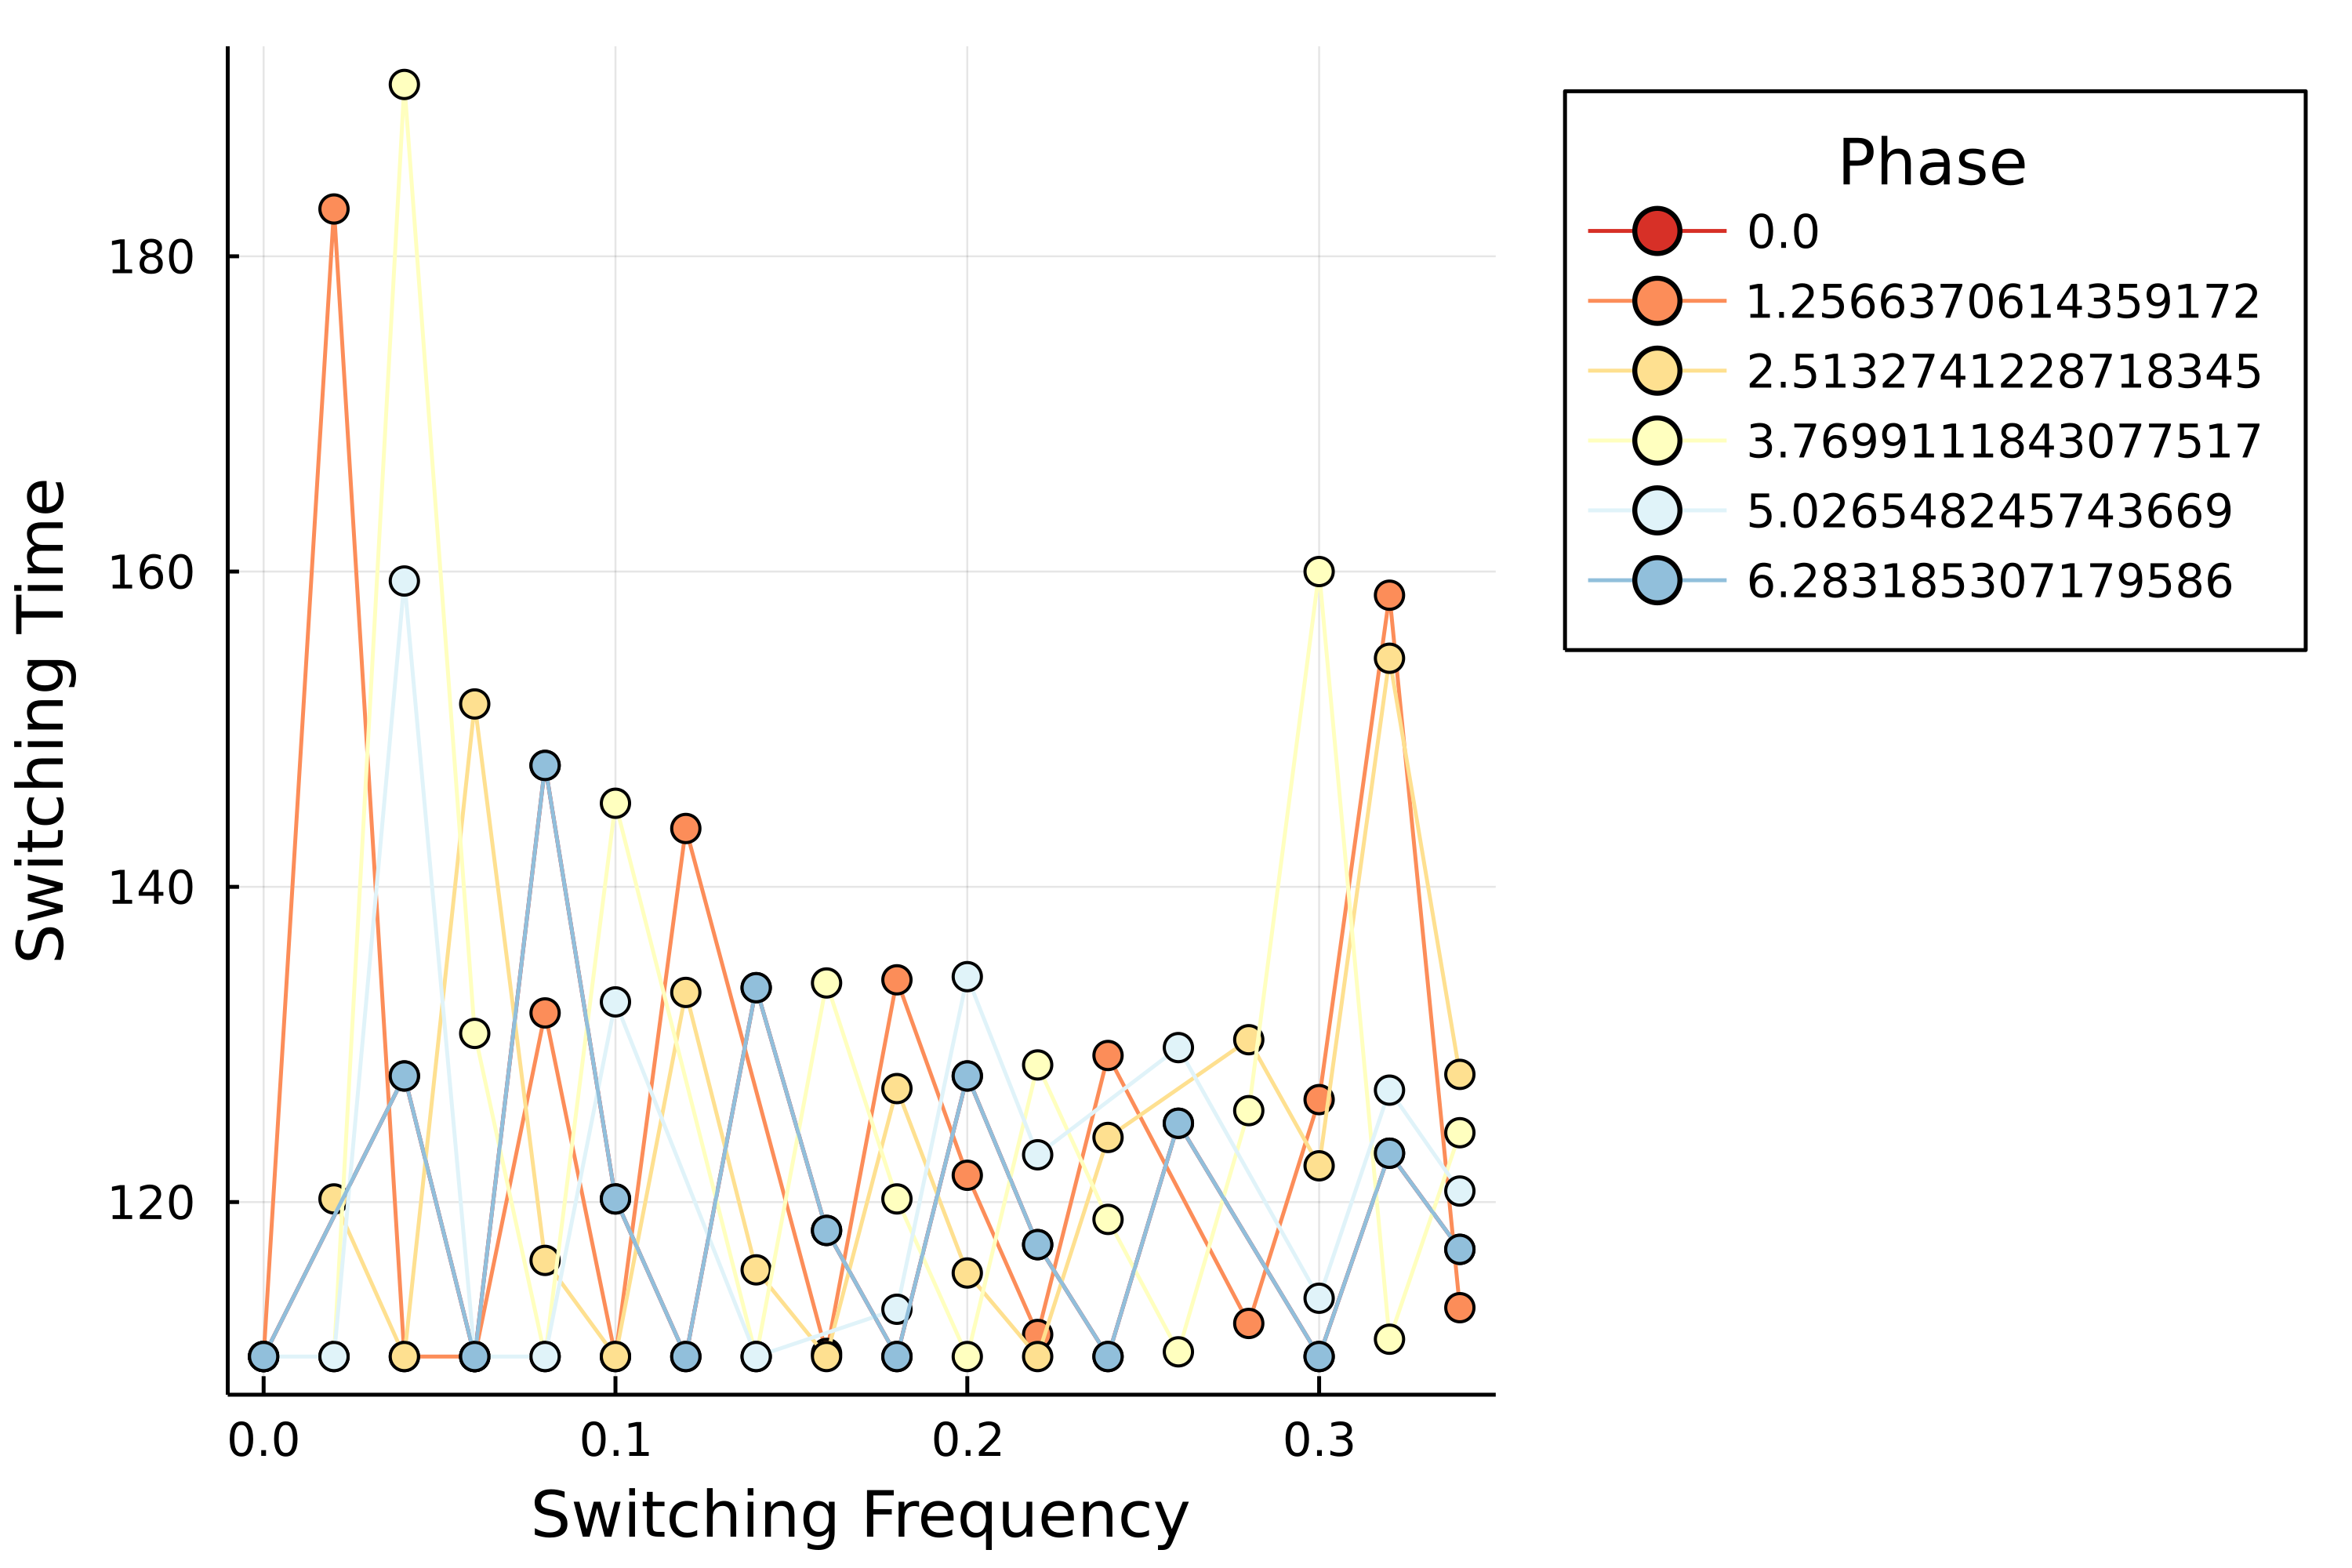 Phase
0.0
1.2566370614359172
2.5132741228718345
3.7699111843077517
5.026548245743669
6.283185307179586
180
160
140
120
Switching Time
0.0 0.1 0.2 0.3
Switching Frequency